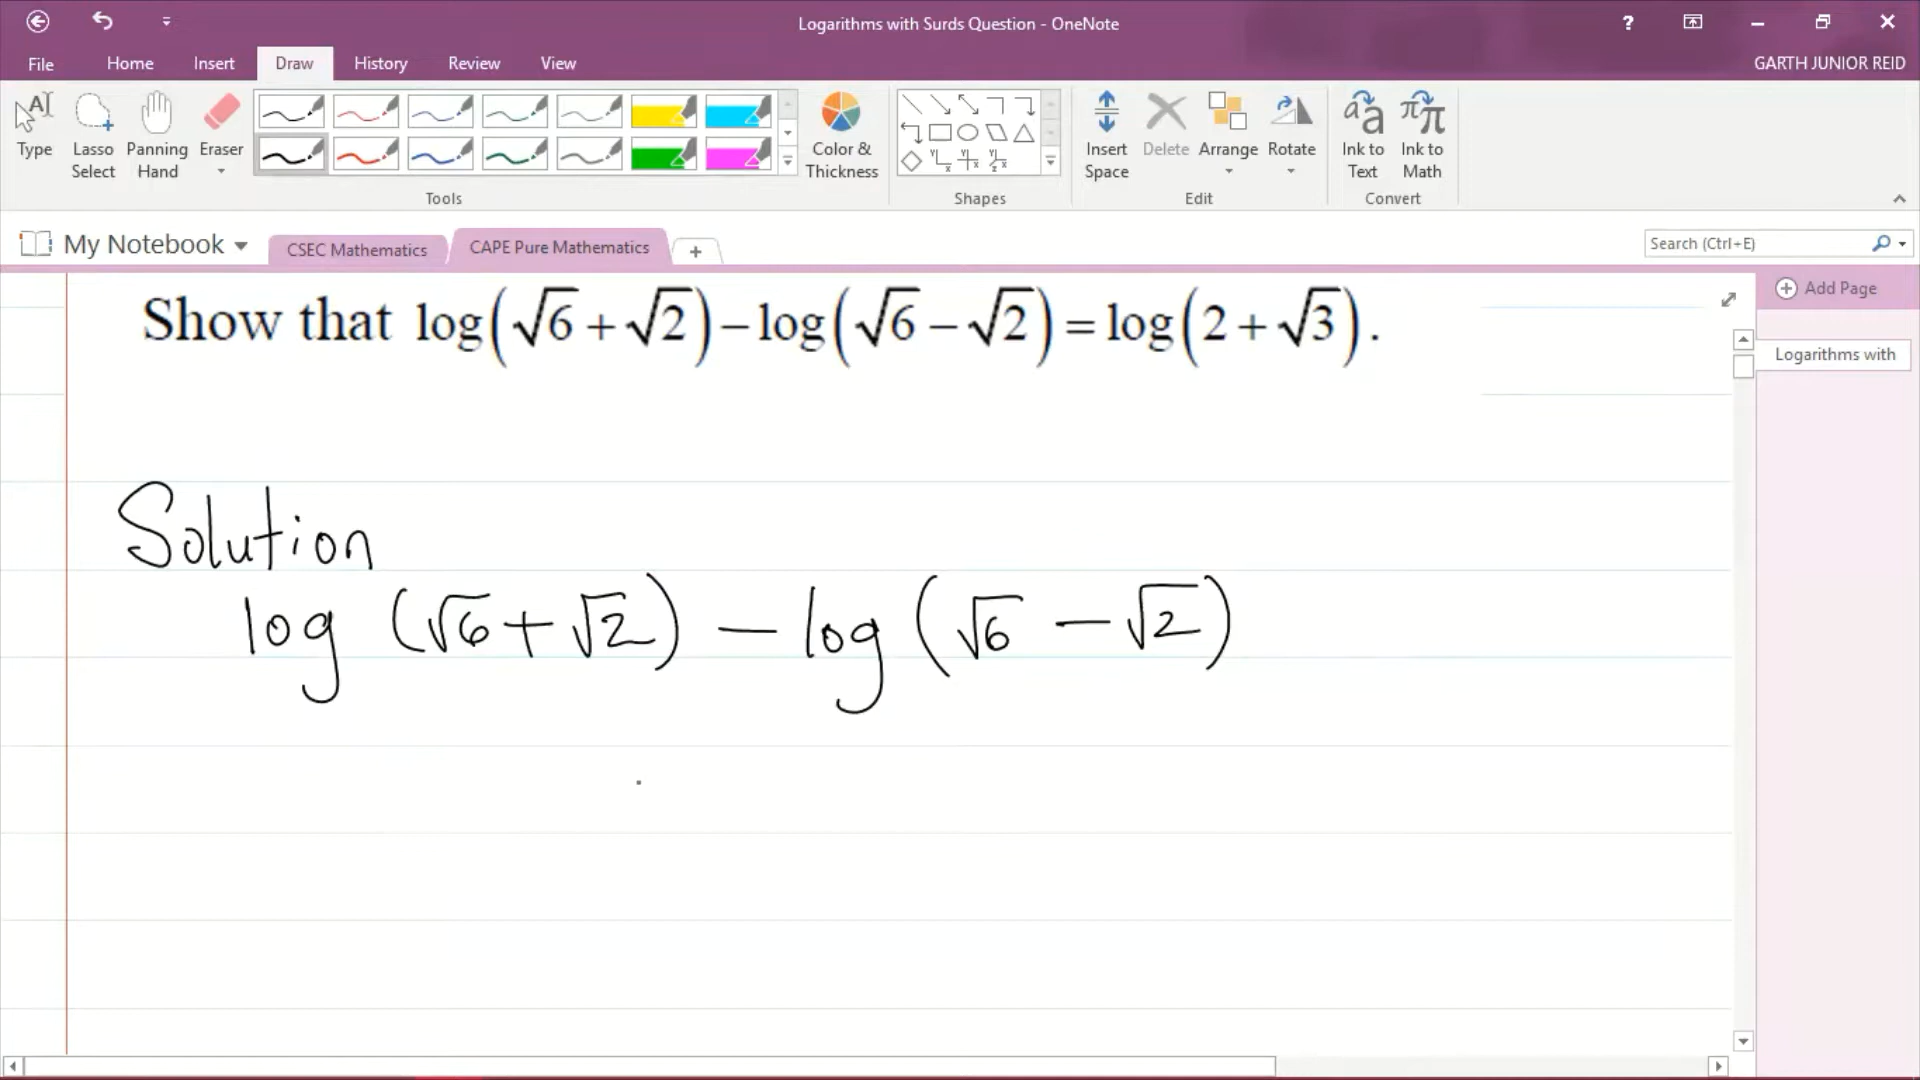 Logarithms with Surds Question - OneNote
?
File Home Insert Draw History Review View
GARTH JUNIOR REID
Type
Lasso Select
Panning Hand
Eraser
Color & Thickness
Insert Space
Delete
Arrange
Rotate
Ink to Text
Ink to Math
Tools
Shapes
Edit
Convert
My Notebook
CSEC Mathematics
CAPE Pure Mathematics
+
Search (Ctrl+E)
Add Page
Logarithms with
Show that log(√6 + √2) – log(√6 – √2) = log(2 + √3).
Solution
log (√6 + √2) – log (√6 – √2)